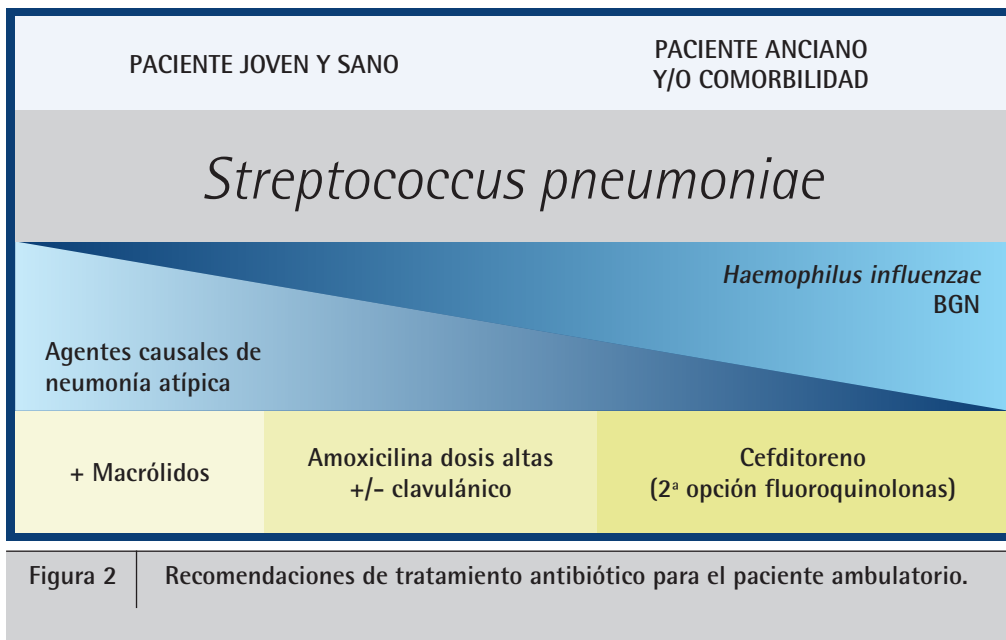 PACIENTE JOVEN Y SANO
PACIENTE ANCIANO
Y/O COMORBILIDAD
Streptococcus pneumoniae
Haemophilus influenzae
BGN
Agentes causales de
neumonía atípica
+ Macrólidos
Amoxicilina dosis altas
+/- clavulánico
Cefditoreno
(2ª opción fluoroquinolonas)
Figura 2
Recomendaciones de tratamiento antibiótico para el paciente ambulatorio.